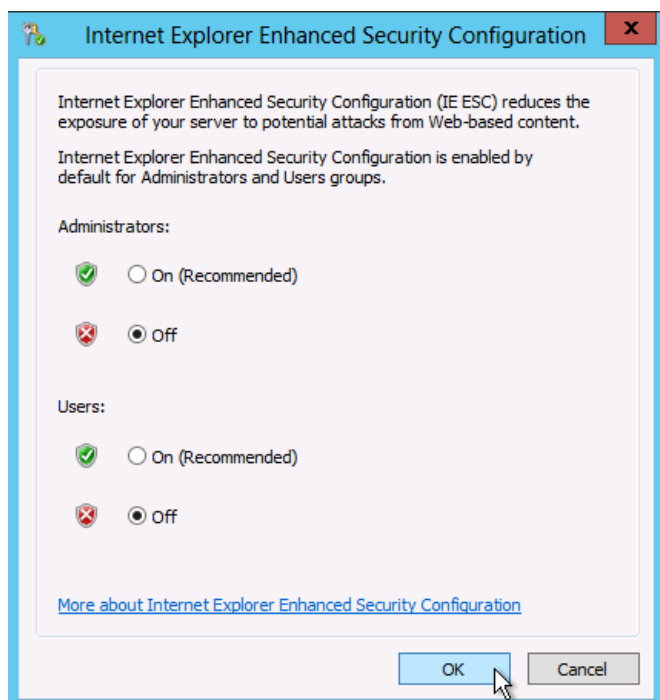 Internet Explorer Enhanced Security Configuration
x
Internet Explorer Enhanced Security Configuration (IE ESC) reduces the
exposure of your server to potential attacks from Web-based content.
Internet Explorer Enhanced Security Configuration is enabled by
default for Administrators and Users groups.
Administrators:
On (Recommended)
Off
Users:
On (Recommended)
Off
More about Internet Explorer Enhanced Security Configuration
OK
Cancel